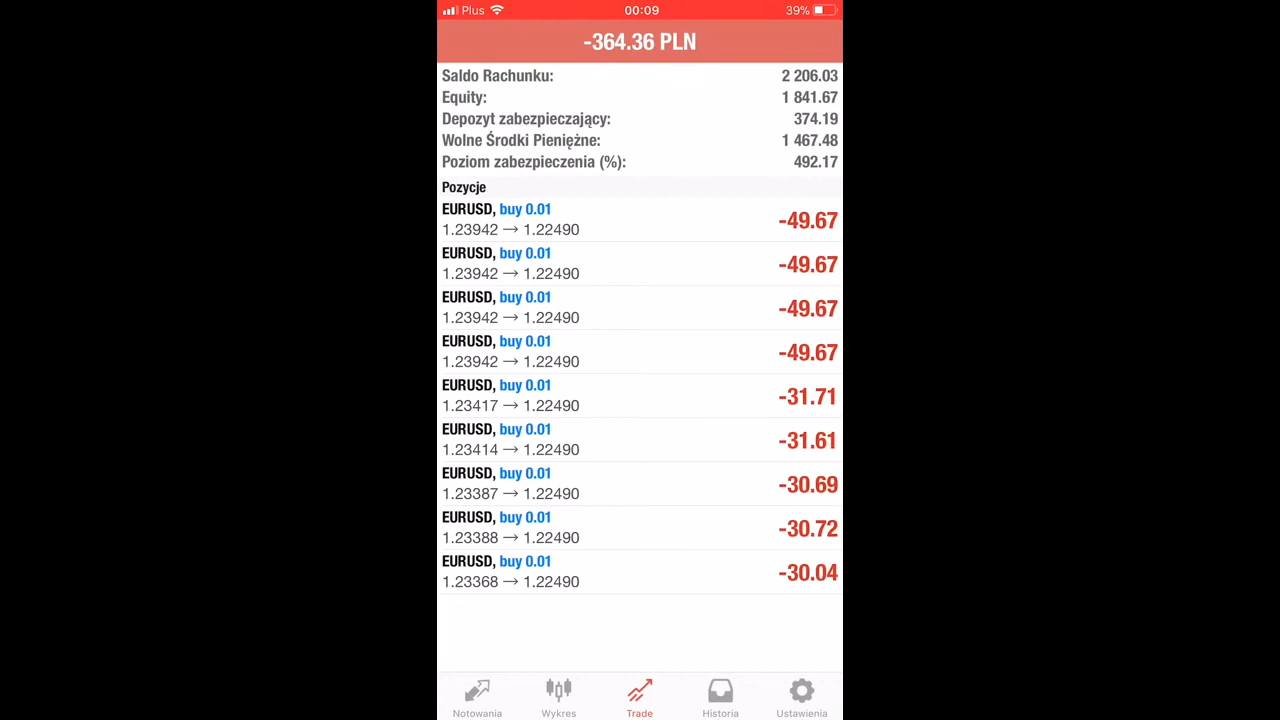 Plus 00:09 39%
-364.36 PLN
Saldo Rachunku: 2 206.03
Equity: 1 841.67
Depozyt zabezpieczający: 374.19
Wolne Środki Pieniężne: 1 467.48
Poziom zabezpieczenia (%): 492.17
Pozycje
EURUSD, buy 0.01 -49.67
1.23942 → 1.22490
EURUSD, buy 0.01 -49.67
1.23942 → 1.22490
EURUSD, buy 0.01 -49.67
1.23942 → 1.22490
EURUSD, buy 0.01 -49.67
1.23942 → 1.22490
EURUSD, buy 0.01 -31.71
1.23417 → 1.22490
EURUSD, buy 0.01 -31.61
1.23414 → 1.22490
EURUSD, buy 0.01 -30.69
1.23387 → 1.22490
EURUSD, buy 0.01 -30.72
1.23388 → 1.22490
EURUSD, buy 0.01 -30.04
1.23368 → 1.22490
Notowania Wykres Trade Historia Ustawienia